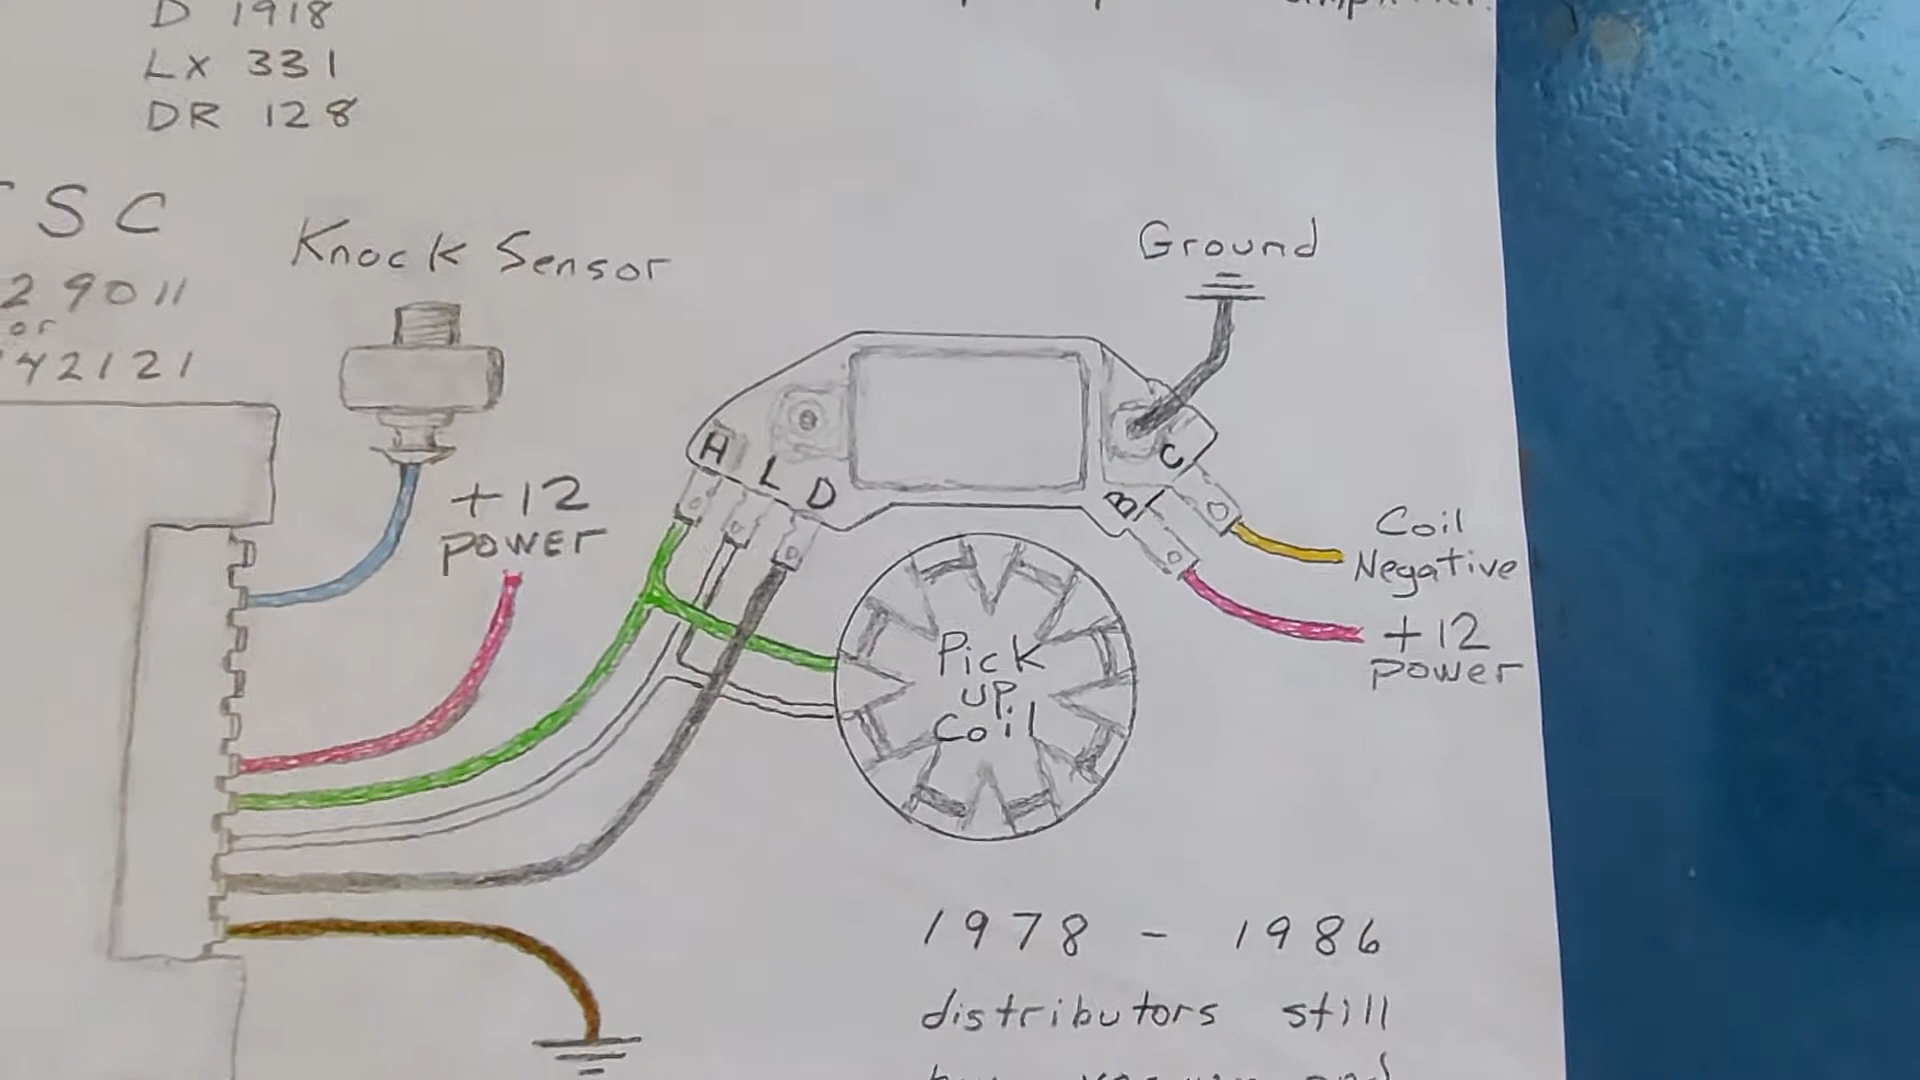 D 1918
LX 331
DR 128
SC
29011
or
42121
Knock Sensor
+12
power
Ground
H
L
D
C
B
Coil
Negative
+12
power
Pick
up
Coil
1978 - 1986
distributors still